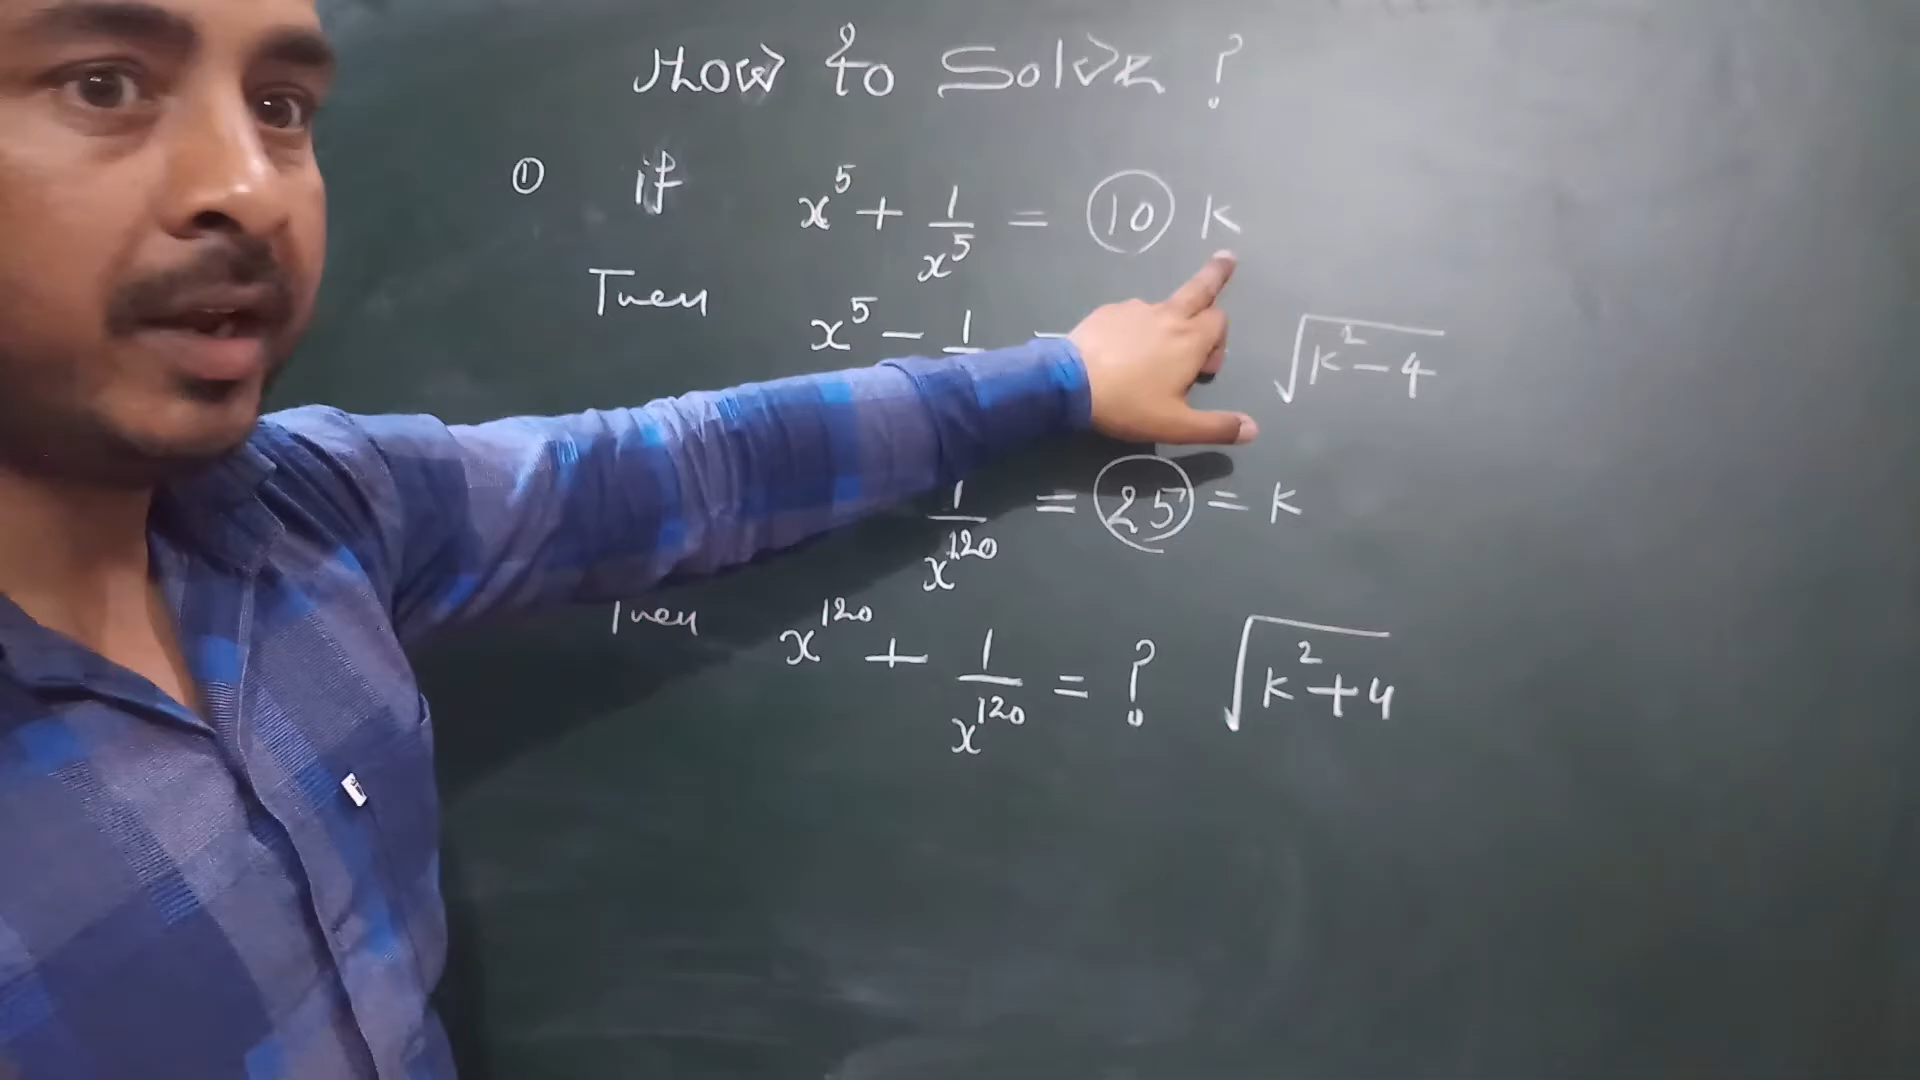 How to Solve ?
① if x⁵ + 1/x⁵ = 10 K
Then x⁵ - 1/ √(K² - 4)
1/x¹²⁰ = 25 = K
Then x¹²⁰ + 1/x¹²⁰ = ? √(K² + 4)